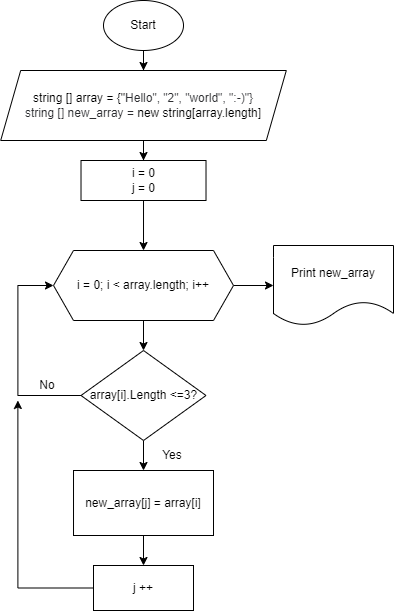 Start
string [] array = {"Hello", "2", "world", ":-)"}
string [] new_array = new string[array.length]
i = 0
j = 0
i = 0; i < array.length; i++
Print new_array
array[i].Length <=3?
No
Yes
new_array[j] = array[i]
j ++